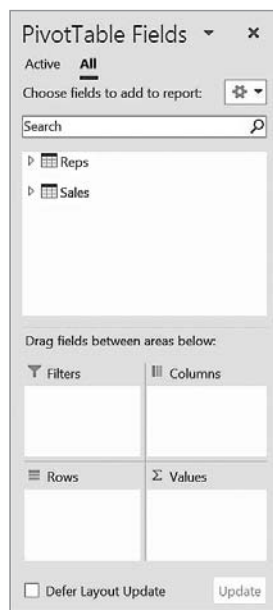 PivotTable Fields
Active All
Choose fields to add to report:
Search
Reps
Sales
Drag fields between areas below:
Filters Columns
Rows Σ Values
Defer Layout Update Update